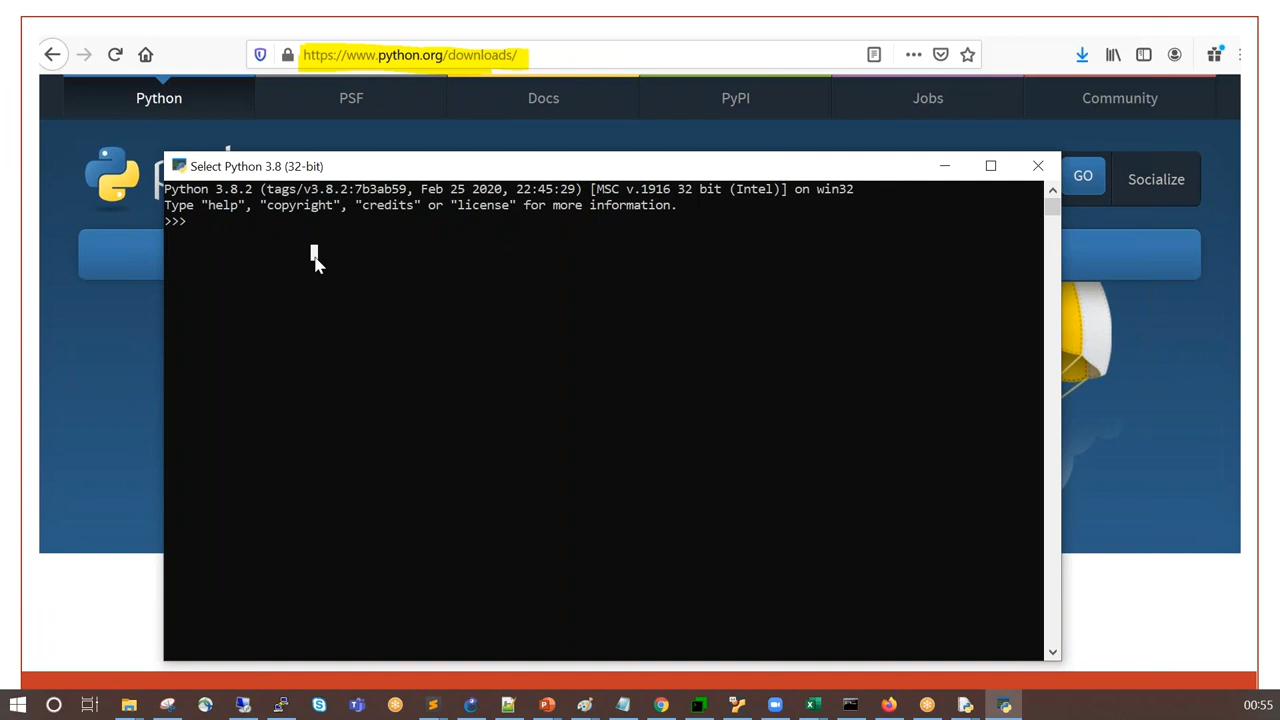 https://www.python.org/downloads/
Python PSF Docs PyPI Jobs Community
Select Python 3.8 (32-bit)
GO Socialize
Python 3.8.2 (tags/v3.8.2:7b3ab59, Feb 25 2020, 22:45:29) [MSC v.1916 32 bit (Intel)] on win32
Type "help", "copyright", "credits" or "license" for more information.
>>>
00:55